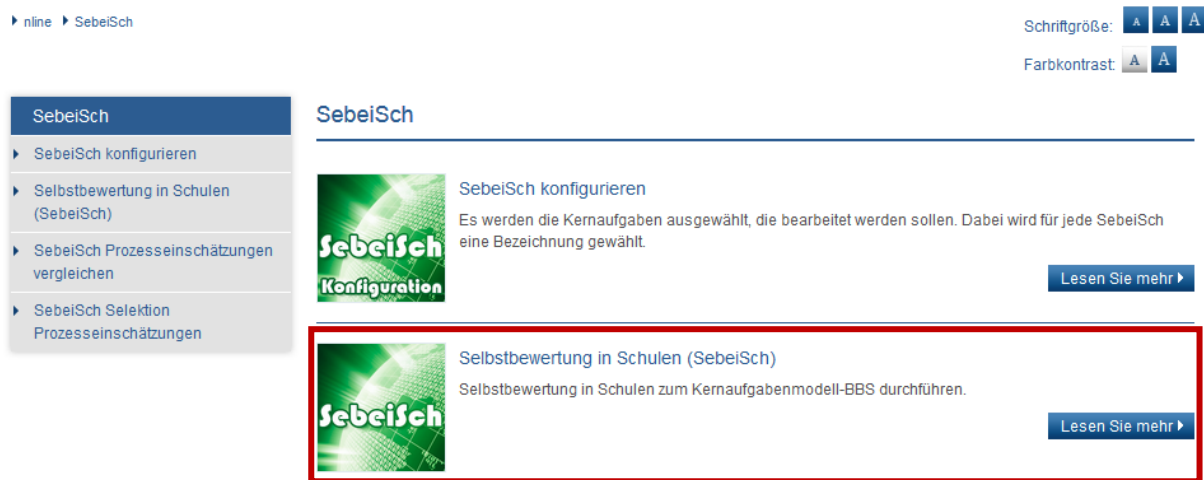 nline SebeiSch
Schriftgröße: A A A
Farbkontrast: A A
SebeiSch
SebeiSch konfigurieren
Selbstbewertung in Schulen
(SebeiSch)
SebeiSch Prozesseinschätzungen
vergleichen
SebeiSch Selektion
Prozesseinschätzungen
SebeiSch
SebeiSch
Konfiguration
SebeiSch konfigurieren
Es werden die Kernaufgaben ausgewählt, die bearbeitet werden sollen. Dabei wird für jede SebeiSch
eine Bezeichnung gewählt.
Lesen Sie mehr
SebeiSch
Selbstbewertung in Schulen (SebeiSch)
Selbstbewertung in Schulen zum Kernaufgabenmodell-BBS durchführen.
Lesen Sie mehr